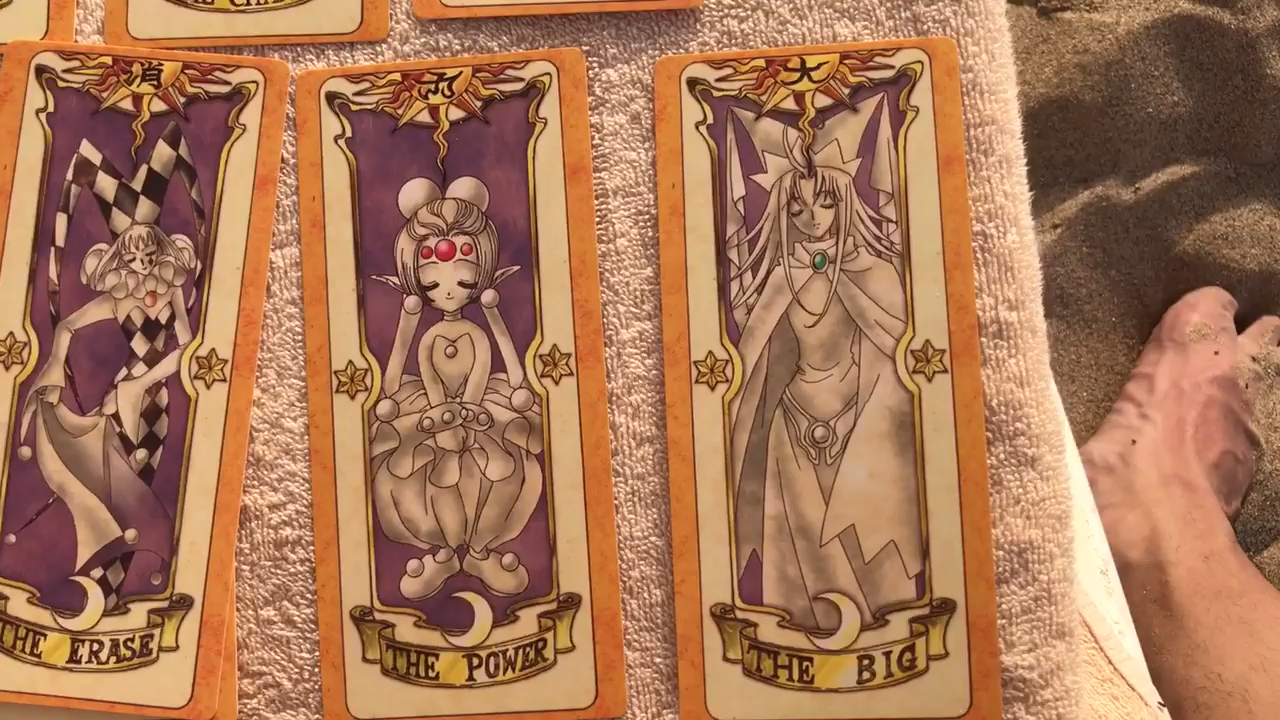 消
力
大
THE ERASE
THE POWER
THE BIG